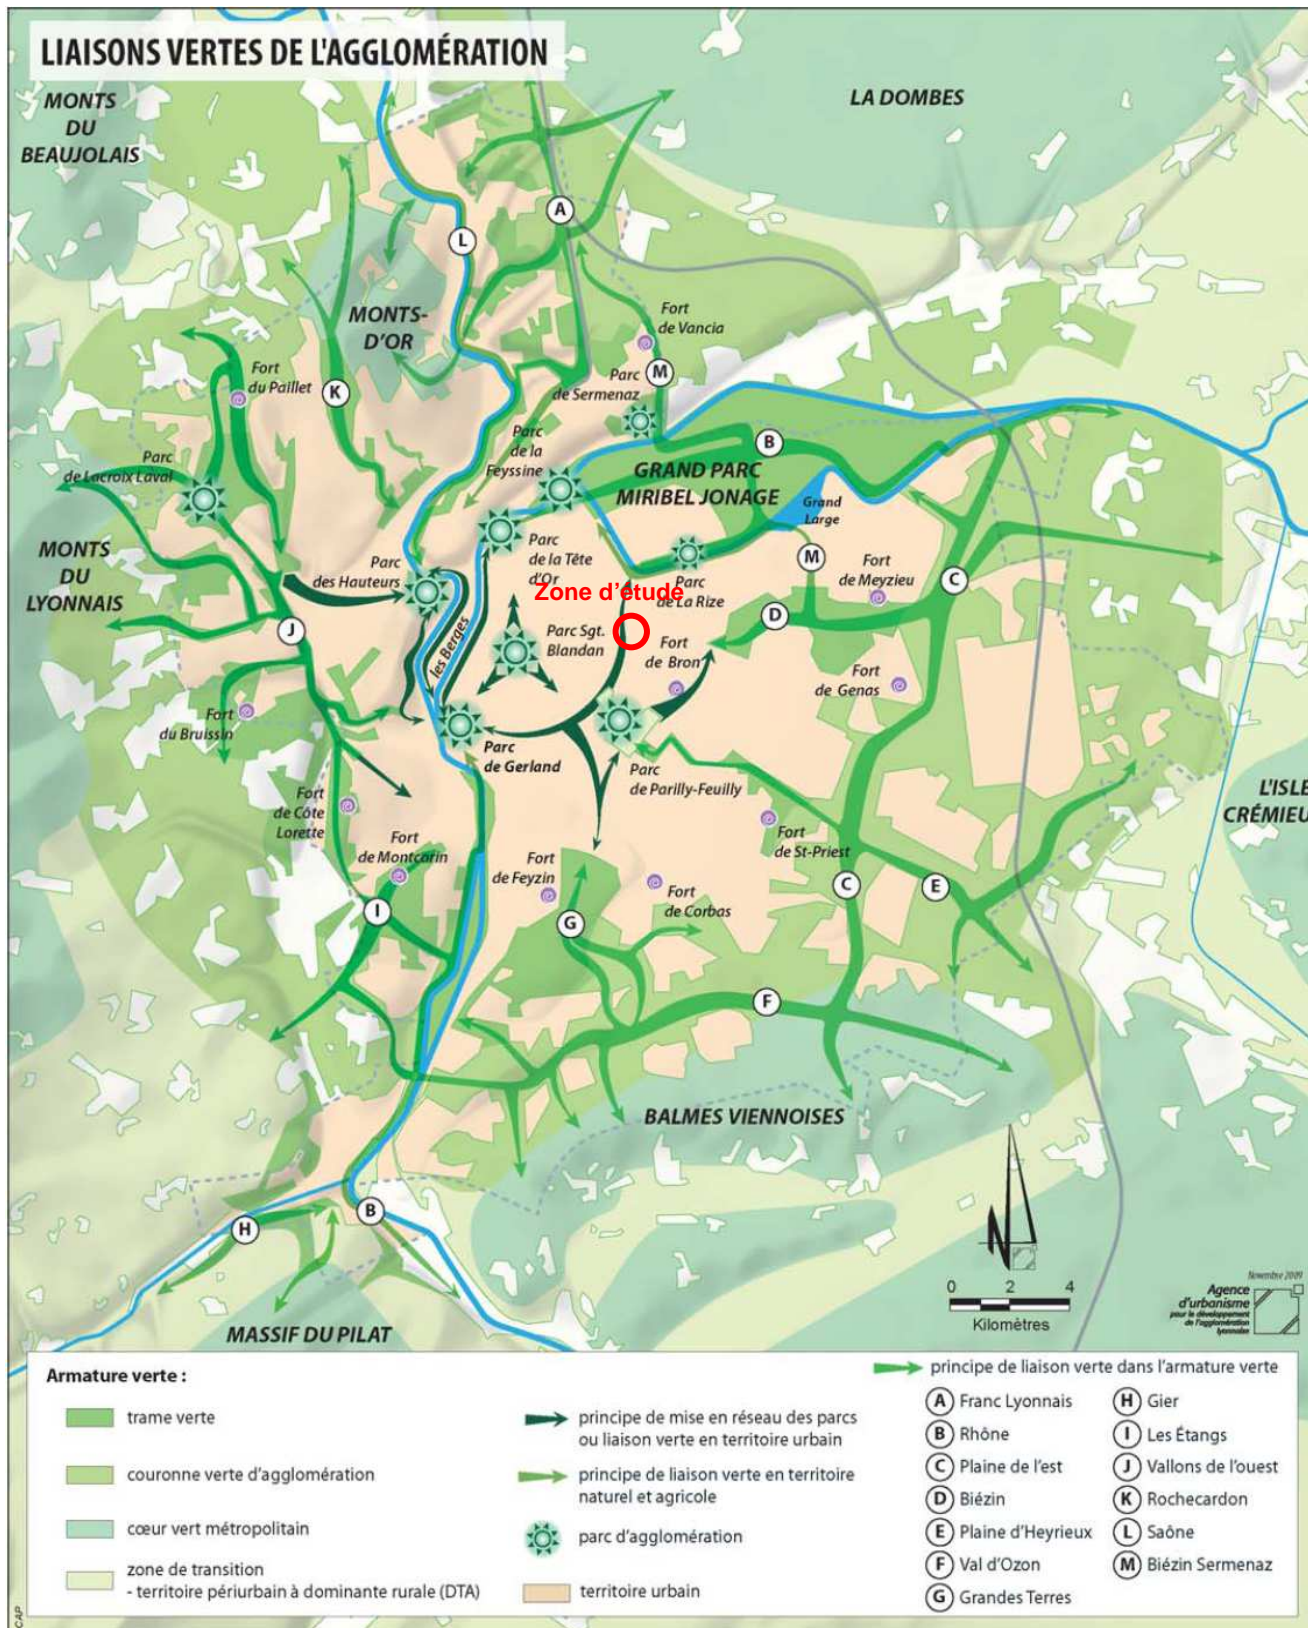 LIAISONS VERTES DE L'AGGLOMÉRATION
MONTS
DU
BEAUJOLAIS
LA DOMBES
A
L
MONTS-
D'OR
Fort
de Vancia
Fort
du Paillet
K
Parc
de Sermenaz
M
Parc
de la
Feyssine
B
GRAND PARC
MIRIBEL JONAGE
Grand
Large
Parc
de Lacroix Laval
MONTS
DU
LYONNAIS
Parc
des Hauteurs
Parc
de la Tête
d'Or
Zone d'étude
Parc
de La Rize
M
Fort
de Meyzieu
C
D
J
les Berges
Parc Sgt.
Blandan
Fort
de Bron
Fort
de Genas
Fort
du Bruissin
Parc
de Gerland
Parc
de Parilly-Feuilly
L'ISLE
CRÉMIEU
Fort
de Côte
Lorette
Fort
de Montcorin
Fort
de St-Priest
Fort
de Feyzin
Fort
de Corbas
C
E
I
G
F
BALMES VIENNOISES
H
B
MASSIF DU PILAT
N
0 2 4
Kilomètres
Novembre 2009
Agence
d'urbanisme
pour le développement
de l'agglomération
lyonnaise
Armature verte :
trame verte
couronne verte d'agglomération
cœur vert métropolitain
zone de transition
- territoire périurbain à dominante rurale (DTA)
principe de mise en réseau des parcs
ou liaison verte en territoire urbain
principe de liaison verte en territoire
naturel et agricole
parc d'agglomération
territoire urbain
principe de liaison verte dans l'armature verte
A Franc Lyonnais
B Rhône
C Plaine de l'est
D Biézin
E Plaine d'Heyrieux
F Val d'Ozon
G Grandes Terres
H Gier
I Les Étangs
J Vallons de l'ouest
K Rochecardon
L Saône
M Biézin Sermenaz
CAP